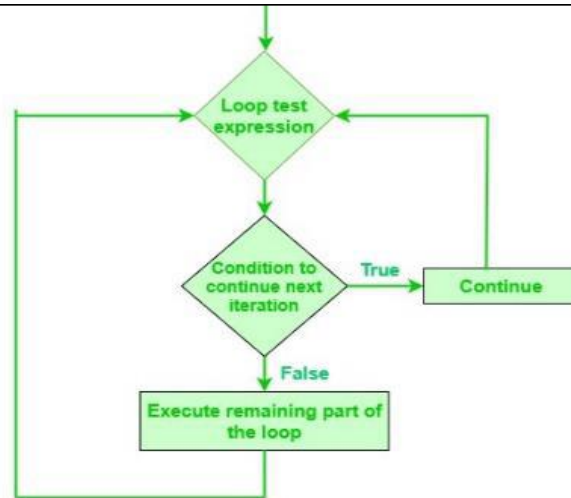 Loop test
expression
Condition to
continue next
iteration
True
Continue
False
Execute remaining part of
the loop